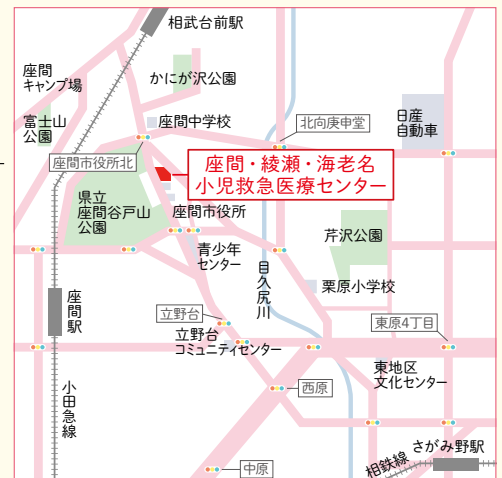 相武台前駅
座間
キャンプ場
かにが沢公園
富士山
公園
座間中学校
北向庚申堂
日産
自動車
座間市役所北
座間・綾瀬・海老名
小児救急医療センター
県立
座間谷戸山
公園
座間市役所
青少年
センター
芹沢公園
目久尻川
栗原小学校
座間駅
立野台
東原4丁目
立野台
コミュニティセンター
東地区
文化センター
小田急線
西原
さがみ野駅
相鉄線
中原